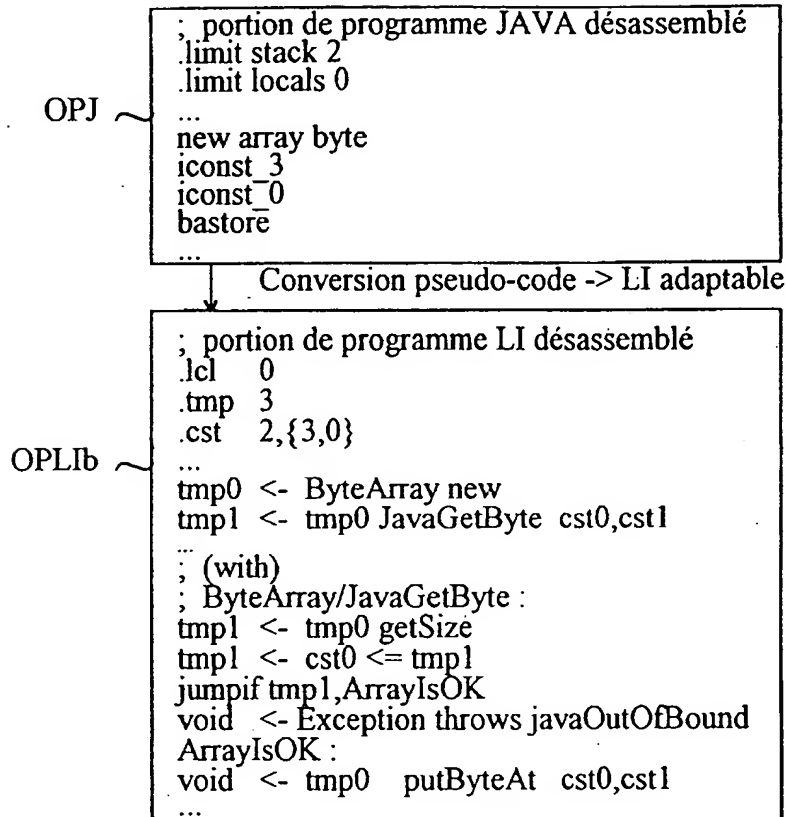 ; portion de programme JAVA désassemblé
.limit stack 2
.limit locals 0
OPJ
...
new array byte
iconst_3
iconst_0
bastore
...
Conversion pseudo-code -> LI adaptable
; portion de programme LI désassemblé
.lcl 0
.tmp 3
.cst 2,{3,0}
OPLIb
...
tmp0 <- ByteArray new
tmp1 <- tmp0 JavaGetByte cst0,cst1
...
; (with)
; ByteArray/JavaGetByte :
tmp1 <- tmp0 getSize
tmp1 <- cst0 <= tmp1
jumpif tmp1,ArrayIsOK
void <- Exception throws javaOutOfBound
ArrayIsOK :
void <- tmp0 putByteAt cst0,cst1
...